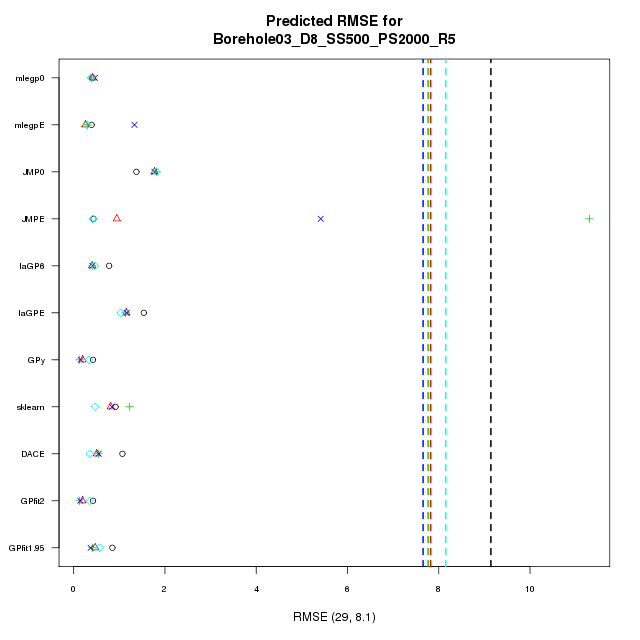 Predicted RMSE for
Borehole03_D8_SS500_PS2000_R5
mlegp0
mlegpE
JMP0
JMPE
laGP6
laGPE
GPy
sklearn
DACE
GPfit2
GPfit1.95
0 2 4 6 8 10
RMSE (29, 8.1)